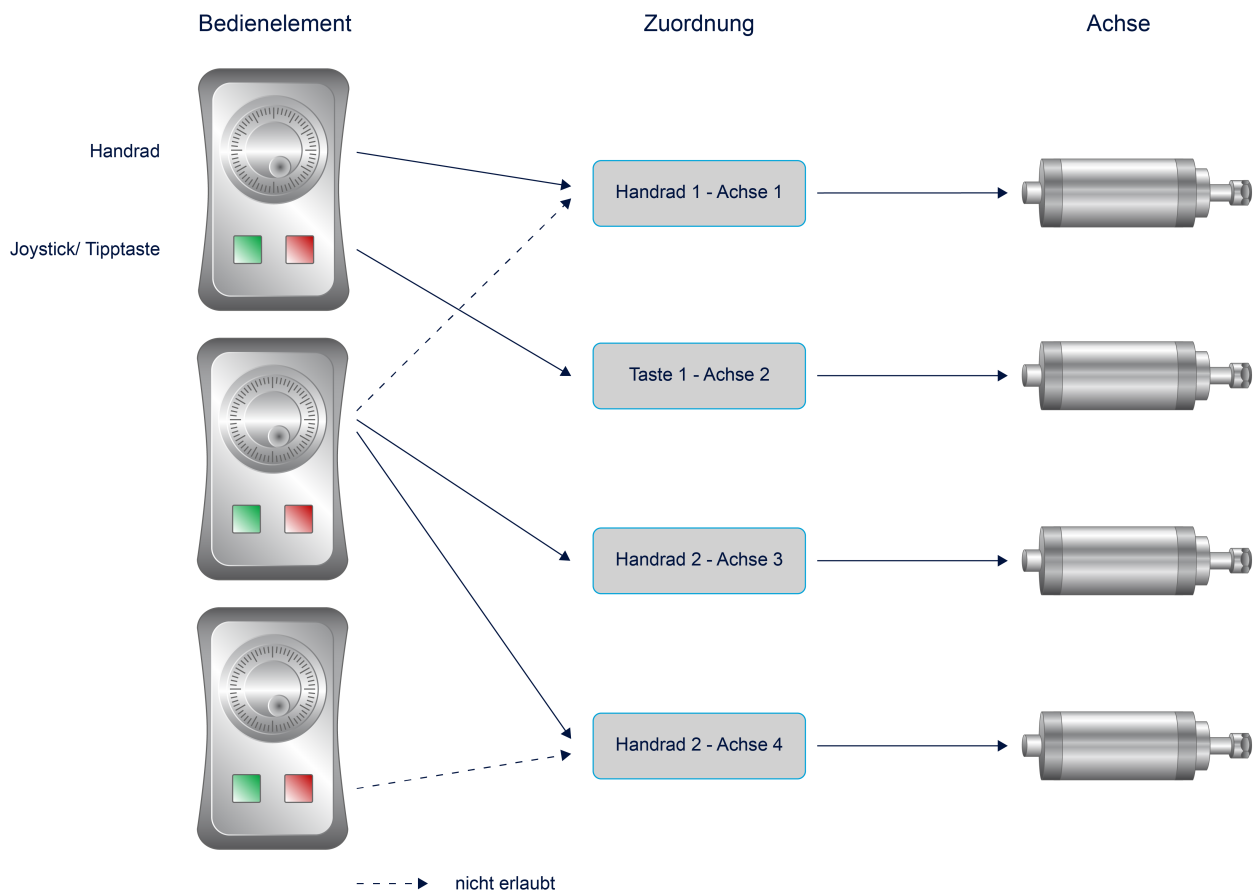 Bedienelement
Zuordnung
Achse
Handrad
Joystick/ Tipptaste
Handrad 1 - Achse 1
Taste 1 - Achse 2
Handrad 2 - Achse 3
Handrad 2 - Achse 4
nicht erlaubt